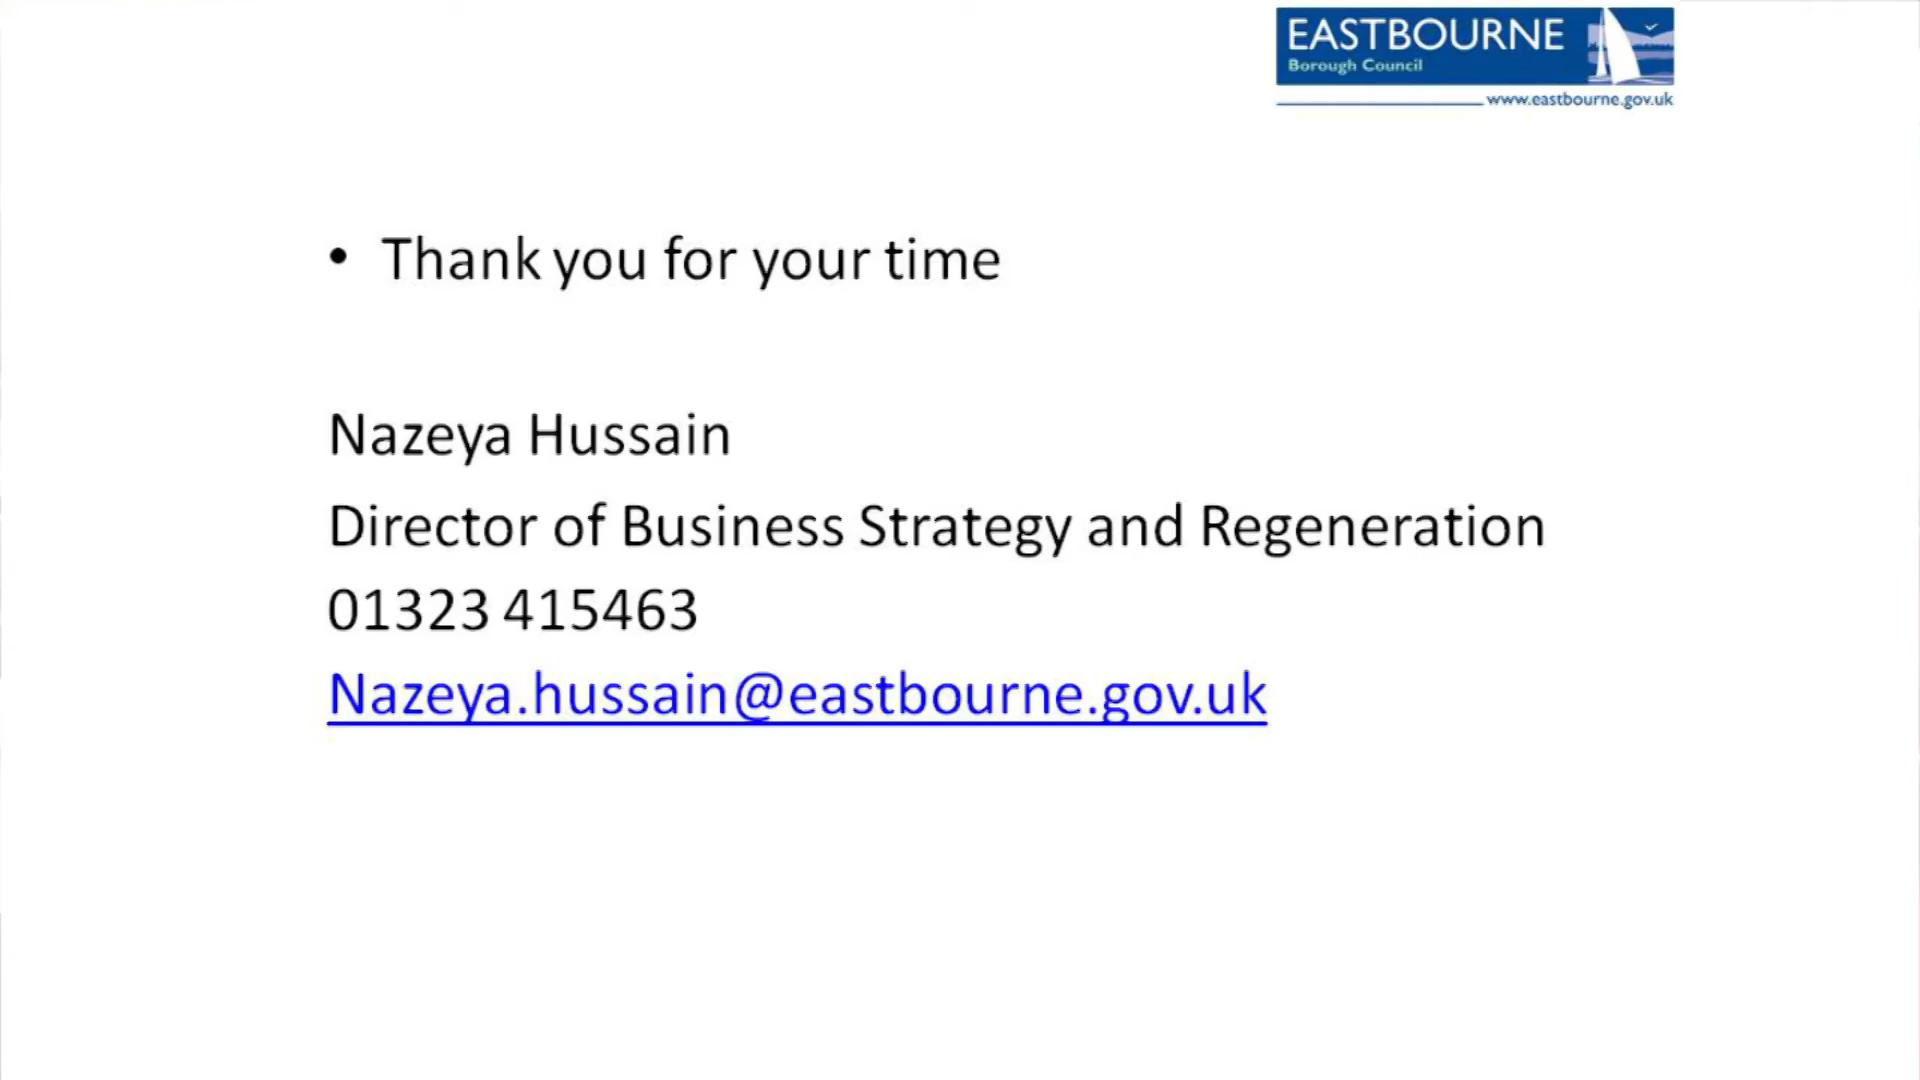 EASTBOURNE
Borough Council
www.eastbourne.gov.uk
• Thank you for your time
Nazeya Hussain
Director of Business Strategy and Regeneration
01323 415463
Nazeya.hussain@eastbourne.gov.uk